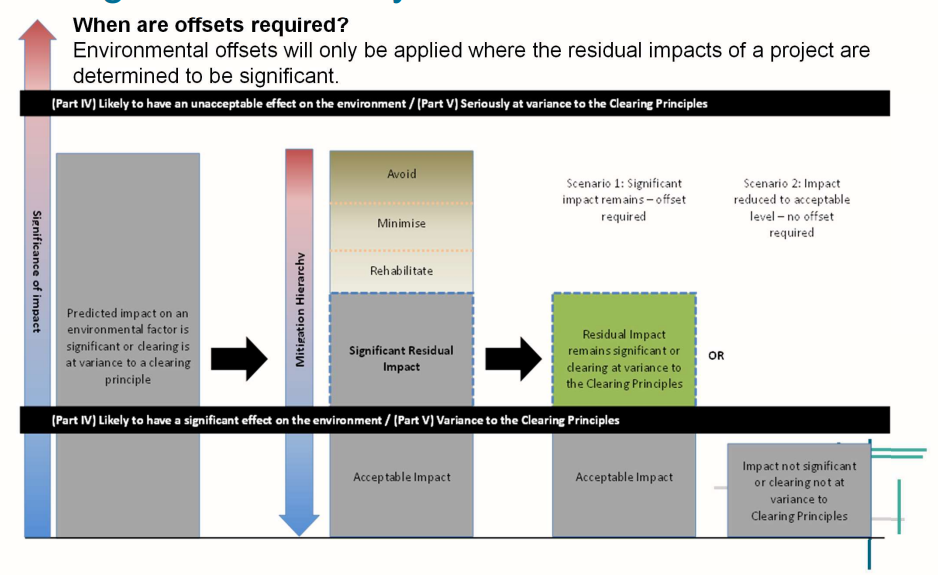 When are offsets required?
Environmental offsets will only be applied where the residual impacts of a project are
determined to be significant.
(Part IV) Likely to have an unacceptable effect on the environment / (Part V) Seriously at variance to the Clearing Principles
Significance of impact
Predicted impact on an
environmental factor is
significant or clearing is
at variance to a clearing
principle
Mitigation Hierarchy
Avoid
Minimise
Rehabilitate
Significant Residual
Impact
Scenario 1: Significant
impact remains – offset
required
Scenario 2: Impact
reduced to acceptable
level – no offset
required
Residual Impact
remains significant or
clearing at variance to
the Clearing Principles
OR
(Part IV) Likely to have a significant effect on the environment / (Part V) Variance to the Clearing Principles
Acceptable Impact
Acceptable Impact
Impact not significant
or clearing not at
variance to
Clearing Principles